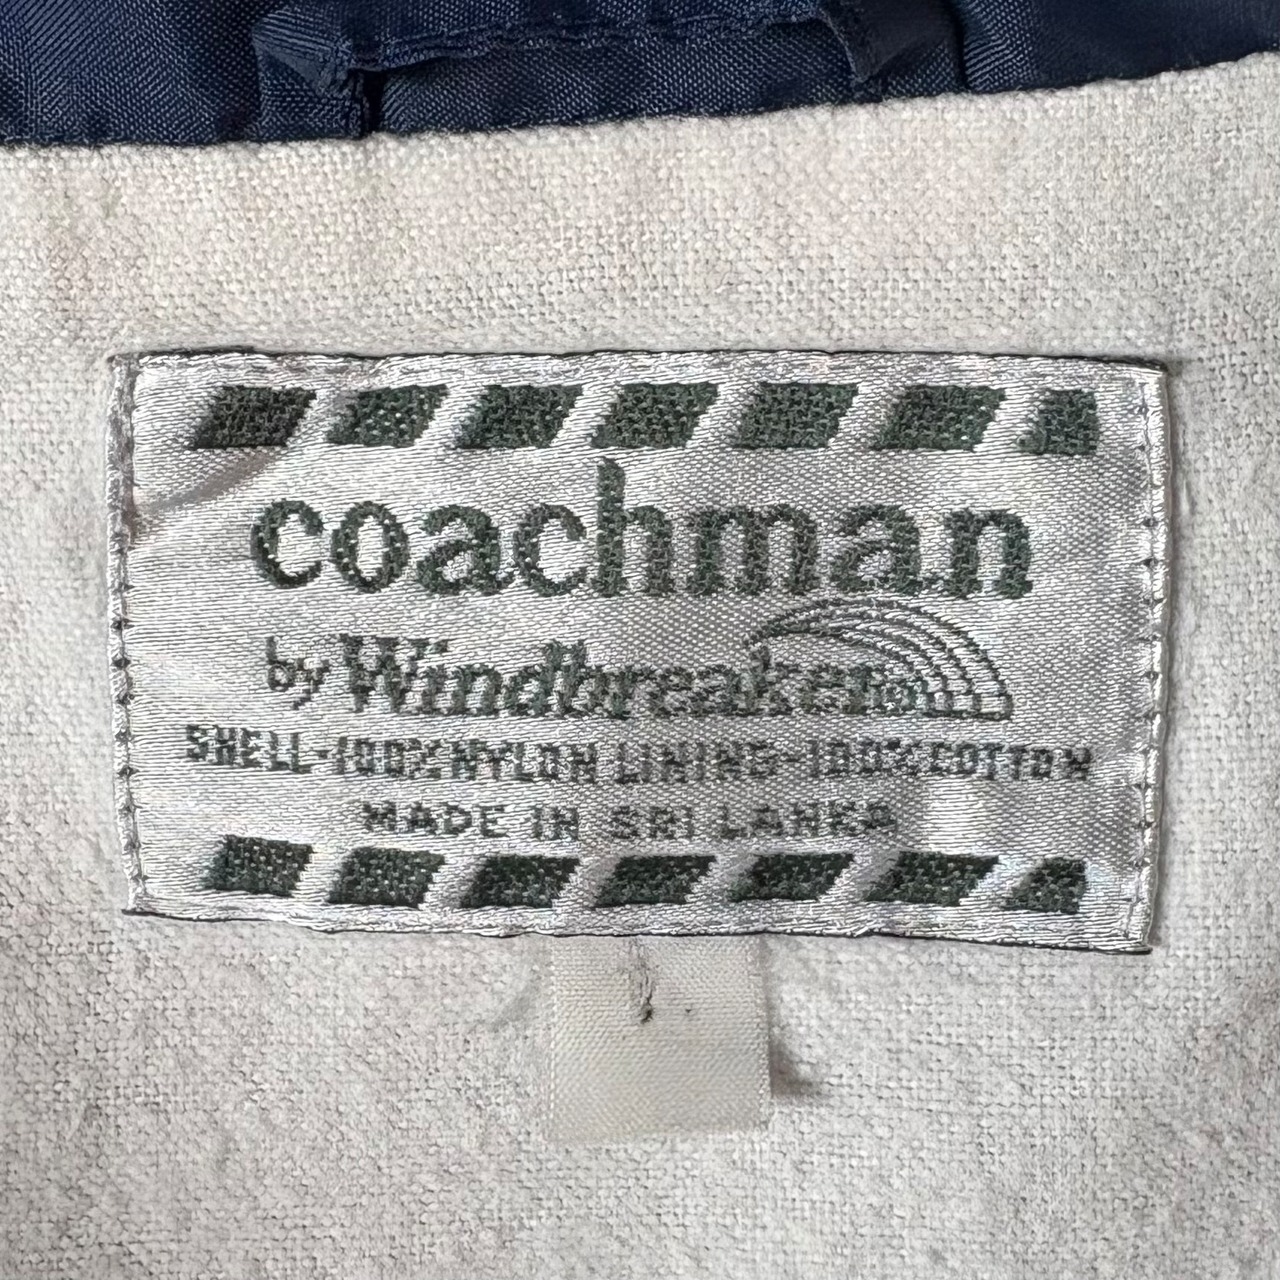 coachman
by Windbreaker
SHELL-100% NYLON LINING-100% COTTON
MADE IN SRI LANKA